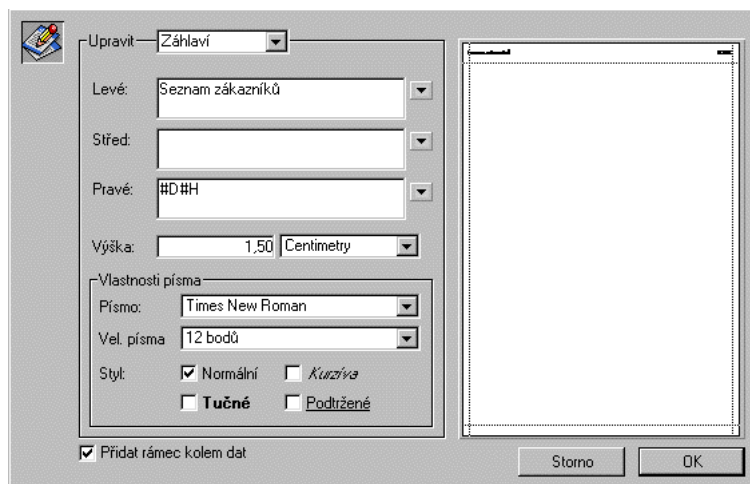 Upravit Záhlaví
Levé: Seznam zákazníků
Střed:
Pravé: #D#H
Výška: 1,50 Centimetry
Vlastnosti písma
Písmo: Times New Roman
Vel. písma 12 bodů
Styl: Normální Kurzíva
Tučné Podtržené
Přidat rámec kolem dat
Storno OK